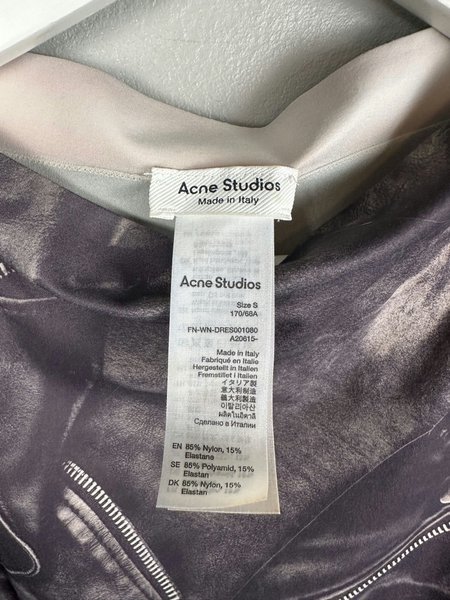 Acne Studios
Made in Italy
Acne Studios
Size S
170/68A
FN-WN-DRES001080
A20615-
Made in Italy
Fabriqué en Italie
Hergestellt in Italien
Fremstillet i Italien
イタリア製
意大利制造
義大利製造
이탈리아산
ผลิตในอิตาลี
Сделано в Италии
EN 85% Nylon, 15%
Elastane
SE 85% Polyamid, 15%
Elastan
DK 85% Nylon, 15%
Elastan